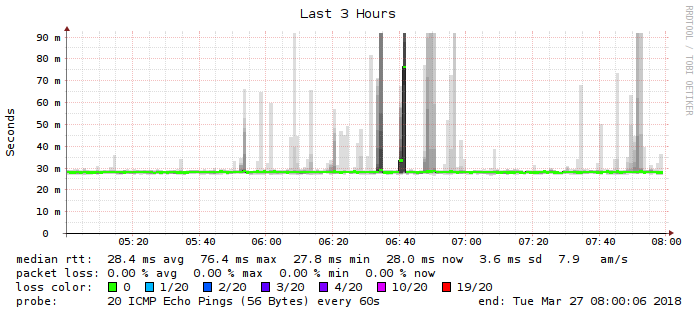 Last 3 Hours
RRDTOOL / TOBI OETIKER
Seconds
90 m
80 m
70 m
60 m
50 m
40 m
30 m
20 m
10 m
0
05:20 05:40 06:00 06:20 06:40 07:00 07:20 07:40 08:00
median rtt: 28.4 ms avg 76.4 ms max 27.8 ms min 28.0 ms now 3.6 ms sd 7.9 am/s
packet loss: 0.00 % avg 0.00 % max 0.00 % min 0.00 % now
loss color: 0 1/20 2/20 3/20 4/20 10/20 19/20
probe: 20 ICMP Echo Pings (56 Bytes) every 60s end: Tue Mar 27 08:00:06 2018